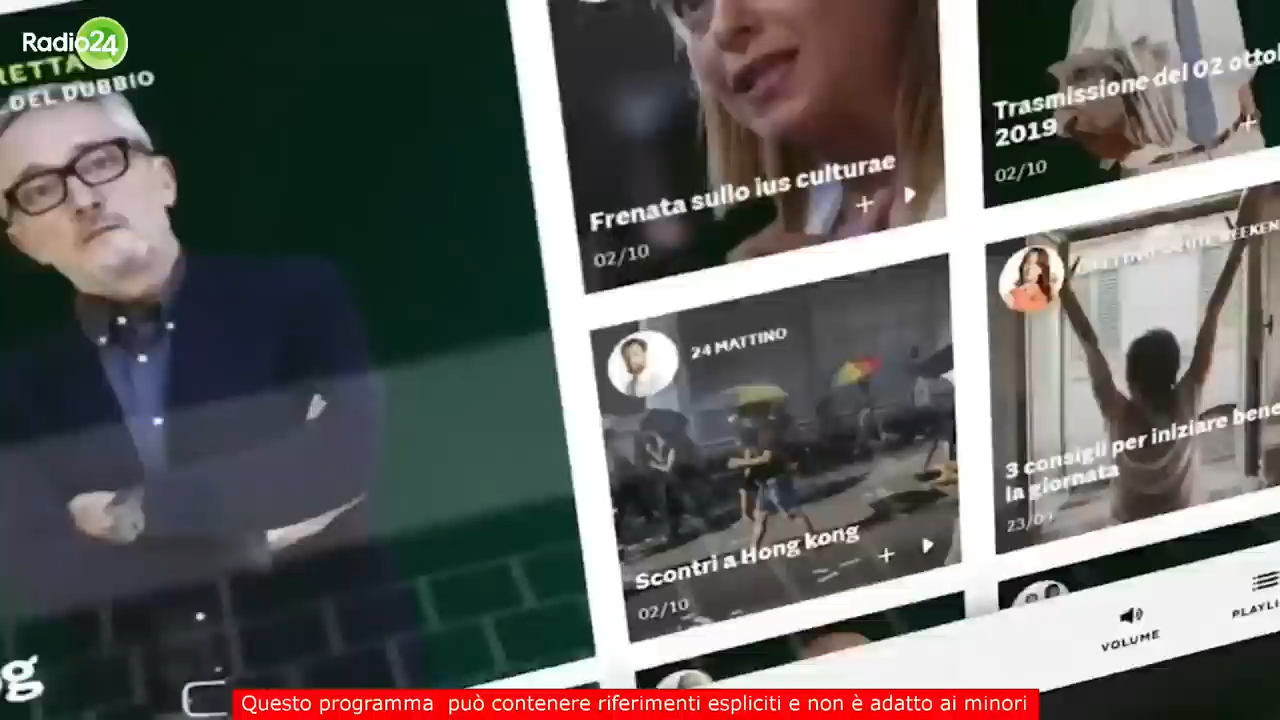 Radio24
RETTA
DEL DUBBIO
Frenata sullo ius culturae
02/10
Trasmissione del 02
2019
02/10
24 MATTINO
Scontri a Hong kong
02/10
3 consigli per iniziare bene
la giornata
VOLUME
Questo programma può contenere riferimenti espliciti e non è adatto ai minori